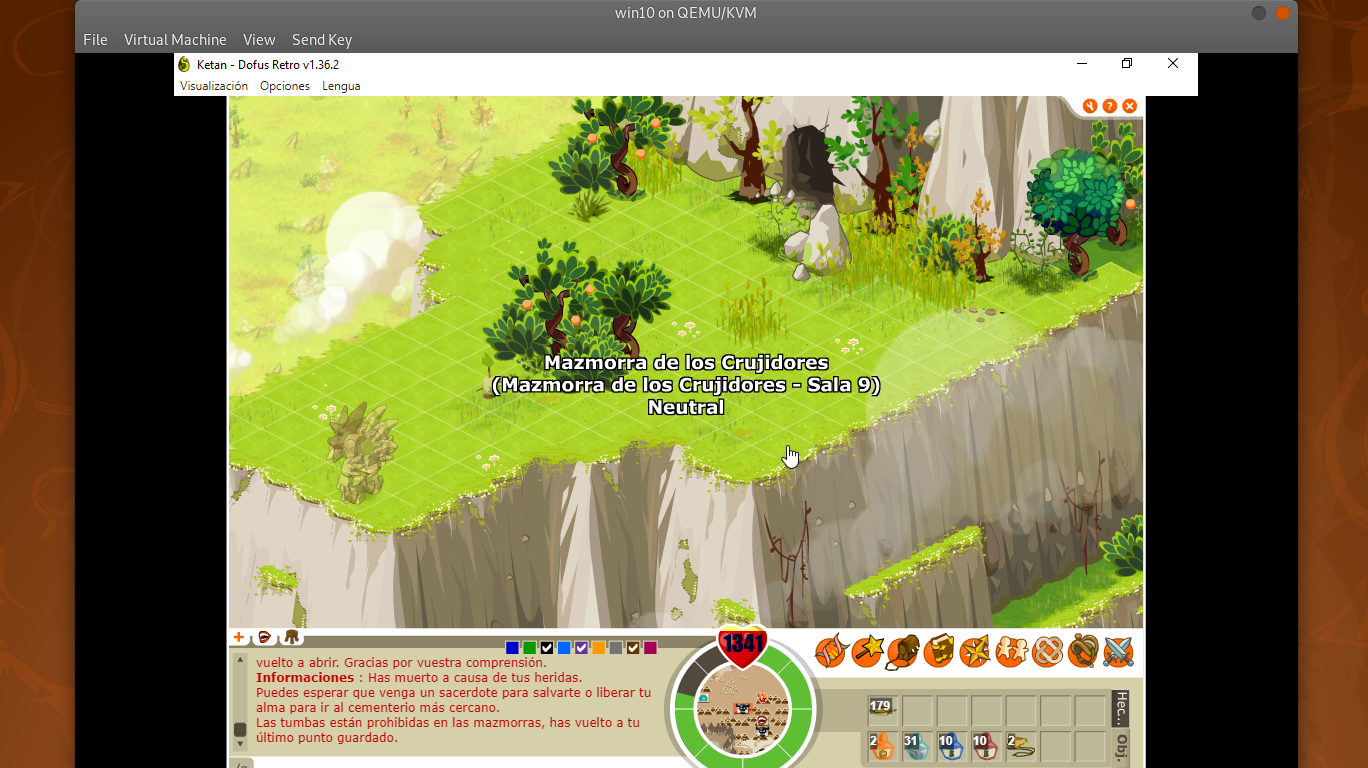 win10 on QEMU/KVM
File Virtual Machine View Send Key
Ketan - Dofus Retro v1.36.2
Visualización Opciones Lengua
Mazmorra de los Crujidores
(Mazmorra de los Crujidores - Sala 9)
Neutral
1341
vuelto a abrir. Gracias por vuestra comprensión.
Informaciones : Has muerto a causa de tus heridas.
Puedes esperar que venga un sacerdote para salvarte o liberar tu
alma para ir al cementerio más cercano.
Las tumbas están prohibidas en las mazmorras, has vuelto a tu
último punto guardado.
179
Hec...
2 31 10 10 2
Obj.